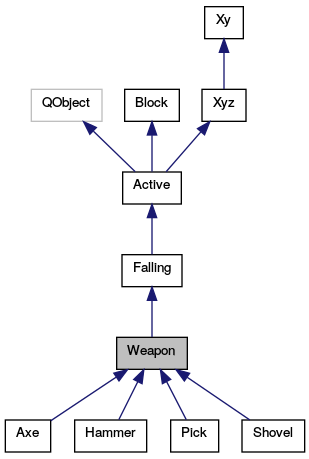 Xy
QObject
Block
Xyz
Active
Falling
Weapon
Axe
Hammer
Pick
Shovel